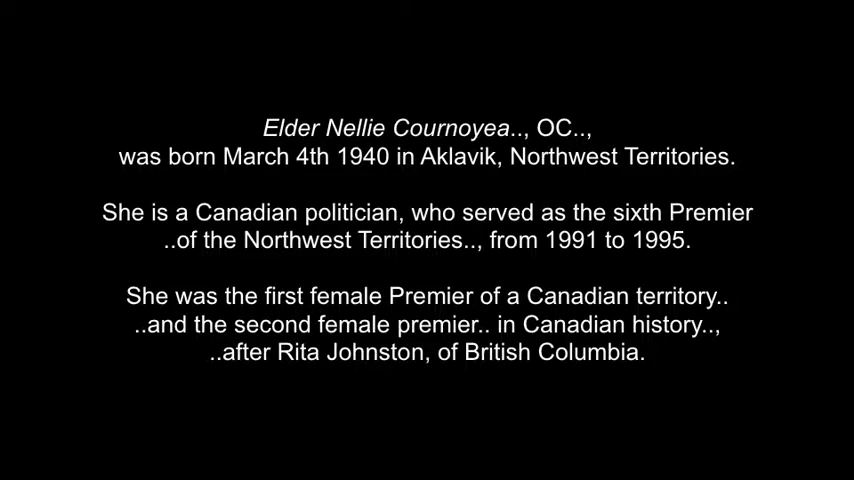 Elder Nellie Cournoyea.., OC..,
was born March 4th 1940 in Aklavik, Northwest Territories.
She is a Canadian politician, who served as the sixth Premier
..of the Northwest Territories.., from 1991 to 1995.
She was the first female Premier of a Canadian territory..
..and the second female premier.. in Canadian history..,
..after Rita Johnston, of British Columbia.